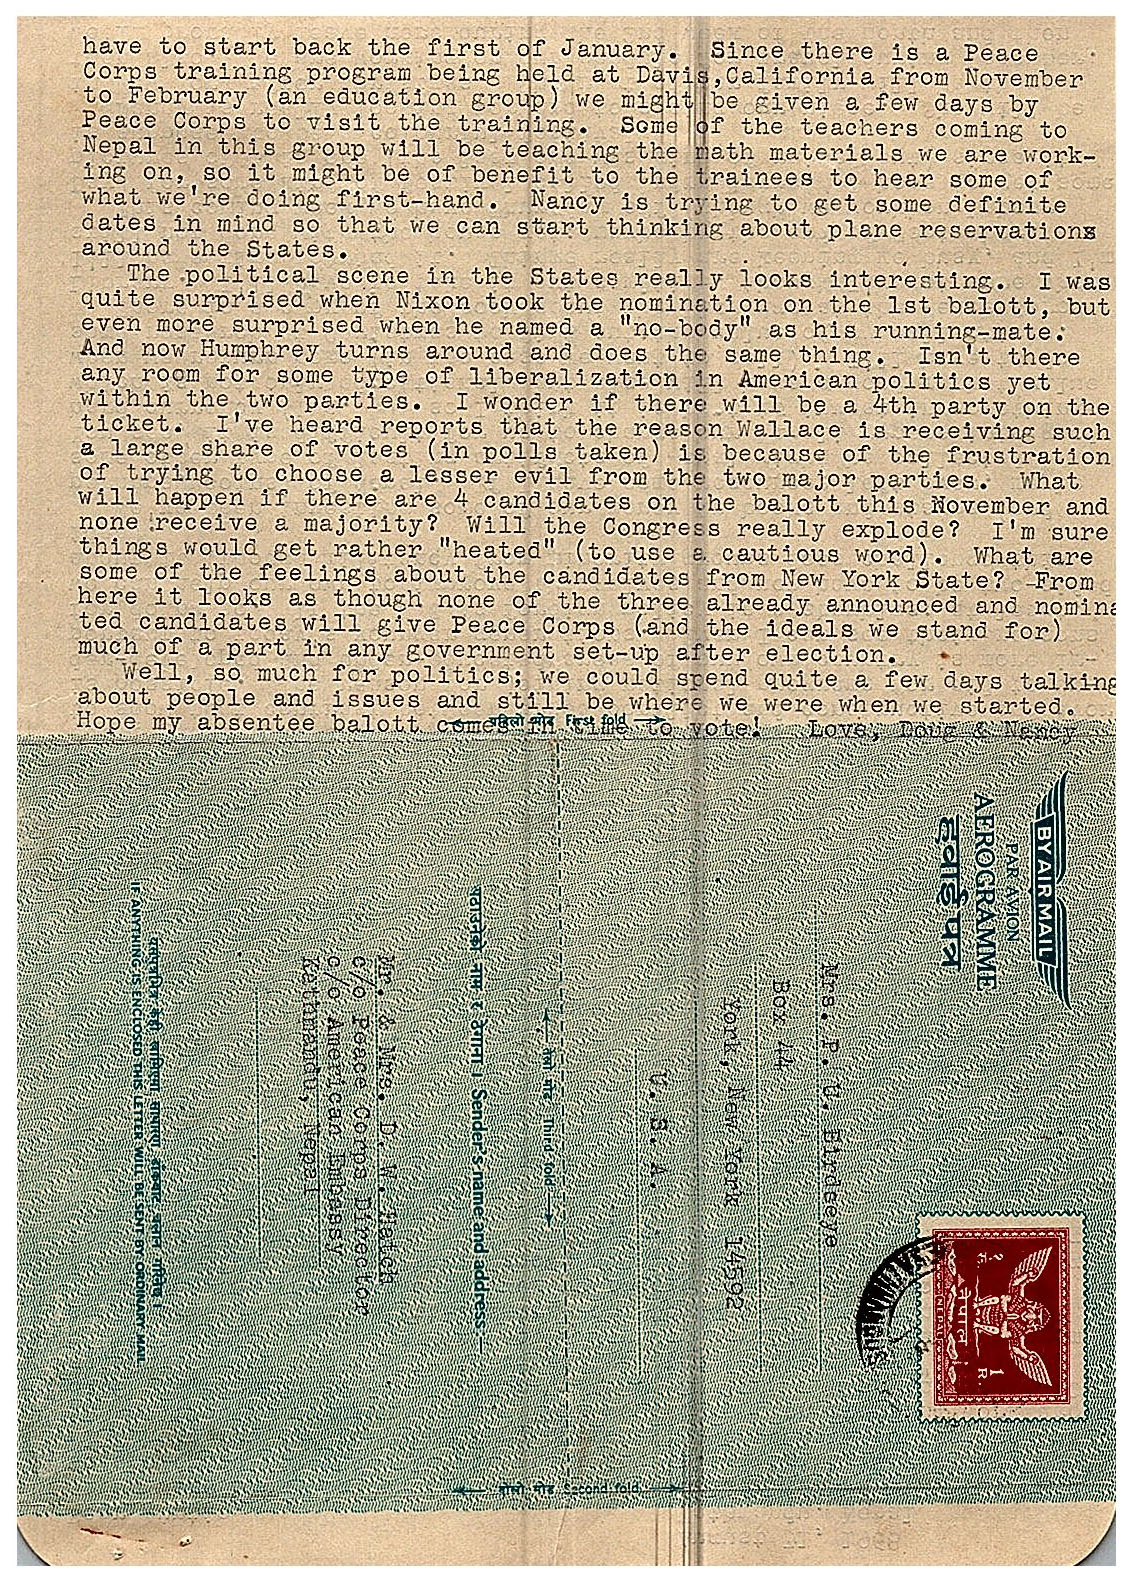 have to start back the first of January.  Since there is a Peace
Corps training program being held at Davis,California from November
to February (an education group) we might be given a few days by
Peace Corps to visit the training.  Some of the teachers coming to
Nepal in this group will be teaching the math materials we are work-
ing on, so it might be of benefit to the trainees to hear some of
what we're doing first-hand.  Nancy is trying to get some definite
dates in mind so that we can start thinking about plane reservations
around the States.
The political scene in the States really looks interesting.  I was
quite surprised when Nixon took the nomination on the 1st balott, but
even more surprised when he named a "no-body" as his running-mate.
And now Humphrey turns around and does the same thing.  Isn't there
any room for some type of liberalization in American politics yet
within the two parties.  I wonder if there will be a 4th party on the
ticket.  I've heard reports that the reason Wallace is receiving such
a large share of votes (in polls taken) is because of the frustration
of trying to choose a lesser evil from the two major parties.  What
will happen if there are 4 candidates on the balott this November and
none receive a majority?  Will the Congress really explode?  I'm sure
things would get rather "heated" (to use a cautious word).  What are
some of the feelings about the candidates from New York State?  From
here it looks as though none of the three already announced and nomina
ted candidates will give Peace Corps (and the ideals we stand for)
much of a part in any government set-up after election.
Well, so much for politics; we could spend quite a few days talking
about people and issues and still be where we were when we started.
Hope my absentee balott comes in time to vote!   Love, Doug & Nancy
पहिलो मोड First fold
BY AIR MAIL
PAR AVION
AEROGRAMME
हवाई पत्र
नेपाल
NEPAL
1 R.
Mrs. P. U. Birdseye
Box 44
York, New York  14592
U. S. A.
तेस्रो मोड Third fold
पठाउनेको नाम र ठेगाना । Sender's name and address:
Mr. & Mrs. D. W.
c/o Peace Corps Director
c/o American Embassy
Kathmandu, Nepal
IF ANYTHING IS ENCLOSED THIS LETTER WILL BE SENT BY ORDINARY MAIL
दोस्रो मोड Second fold